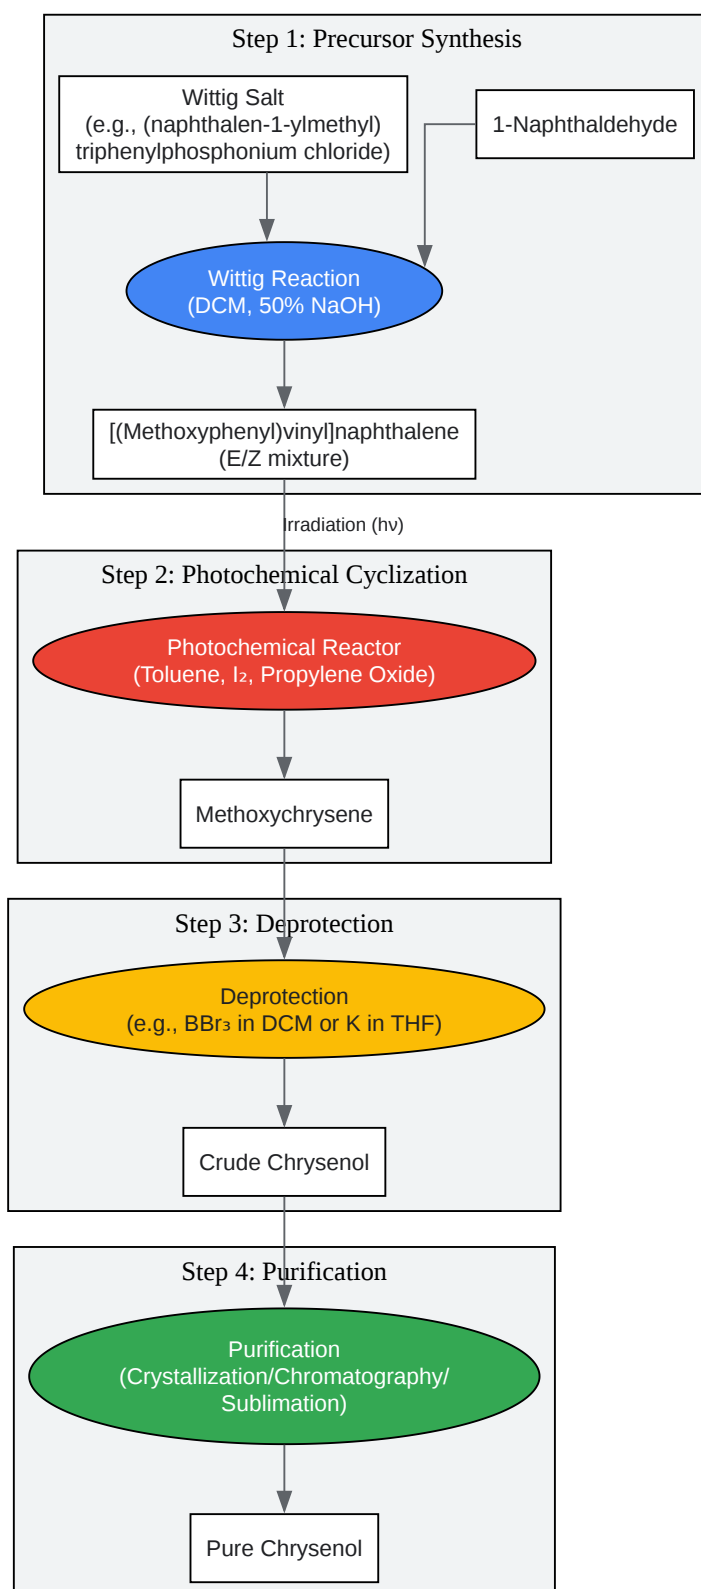 Step 1: Precursor Synthesis
Wittig Salt
(e.g., (naphthalen-1-ylmethyl)
triphenylphosphonium chloride)
1-Naphthaldehyde
Wittig Reaction
(DCM, 50% NaOH)
[(Methoxyphenyl)vinyl]naphthalene
(E/Z mixture)
Irradiation (hν)
Step 2: Photochemical Cyclization
Photochemical Reactor
(Toluene, I₂, Propylene Oxide)
Methoxychrysene
Step 3: Deprotection
Deprotection
(e.g., BBr₃ in DCM or K in THF)
Crude Chrysenol
Step 4: Purification
Purification
(Crystallization/Chromatography/
Sublimation)
Pure Chrysenol